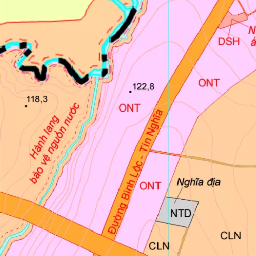 DSH
122,8
ONT
ONT
118,3
Hành lang
bảo vệ nguồn nước
Đường Bình Lộc - Tín Nghĩa
ONT
Nghĩa địa
NTD
CLN
CLN